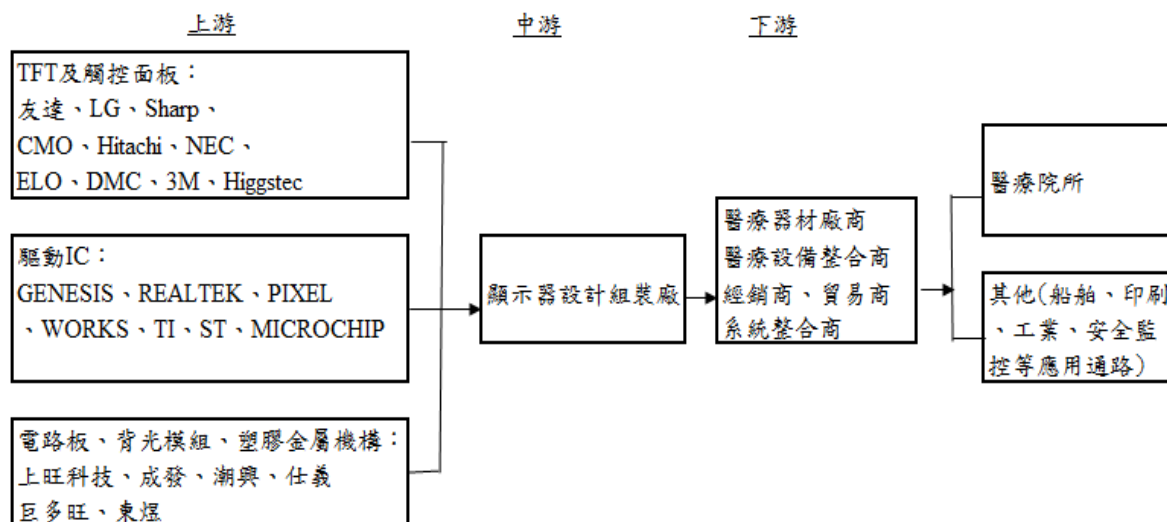 上游
中游
下游
TFT及觸控面板：
友達、LG、Sharp、
CMO、Hitachi、NEC、
ELO、DMC、3M、Higgstec
驅動IC：
GENESIS、REALTEK、PIXEL
、WORKS、TI、ST、MICROCHIP
電路板、背光模組、塑膠金屬機構：
上旺科技、成發、潮興、仕義
巨多旺、東煜
顯示器設計組裝廠
醫療器材廠商
醫療設備整合商
經銷商、貿易商
系統整合商
醫療院所
其他(船舶、印刷
、工業、安全監
控等應用通路)